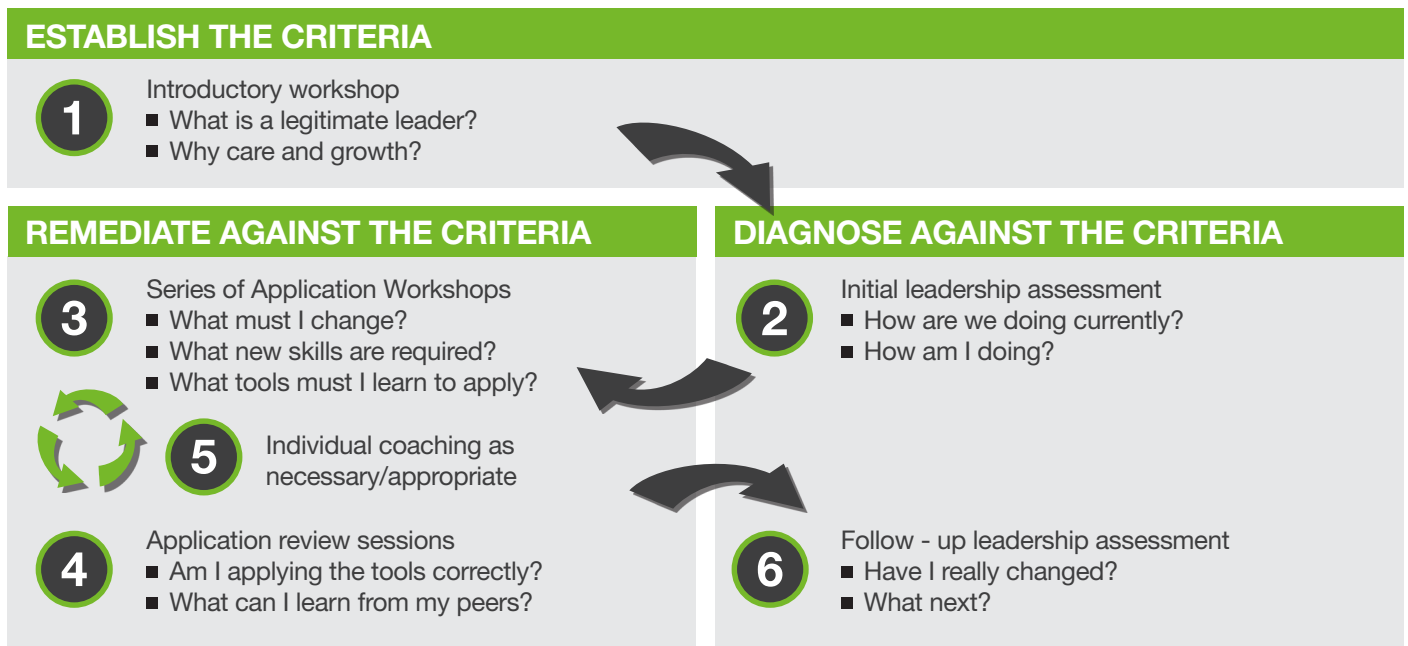 ESTABLISH THE CRITERIA
1
Introductory workshop
■ What is a legitimate leader?
■ Why care and growth?
REMEDIATE AGAINST THE CRITERIA
3
Series of Application Workshops
■ What must I change?
■ What new skills are required?
■ What tools must I learn to apply?
5
Individual coaching as
necessary/appropriate
4
Application review sessions
■ Am I applying the tools correctly?
■ What can I learn from my peers?
DIAGNOSE AGAINST THE CRITERIA
2
Initial leadership assessment
■ How are we doing currently?
■ How am I doing?
6
Follow - up leadership assessment
■ Have I really changed?
■ What next?